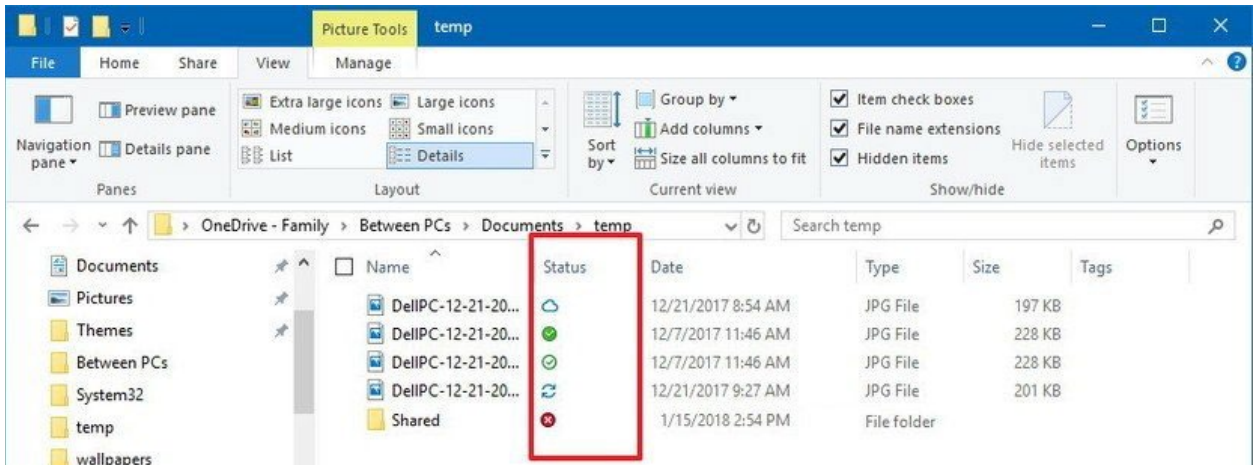 Picture Tools temp
File Home Share View Manage
Preview pane Extra large icons Large icons Group by Item check boxes
Medium icons Small icons Add columns File name extensions
Navigation pane Details pane List Details Sort by Size all columns to fit Hidden items Hide selected items Options
Panes Layout Current view Show/hide
OneDrive - Family > Between PCs > Documents > temp Search temp
Documents Name Status Date Type Size Tags
Pictures DellPC-12-21-20... 12/21/2017 8:54 AM JPG File 197 KB
Themes DellPC-12-21-20... 12/7/2017 11:46 AM JPG File 228 KB
Between PCs DellPC-12-21-20... 12/7/2017 11:46 AM JPG File 228 KB
System32 DellPC-12-21-20... 12/21/2017 9:27 AM JPG File 201 KB
temp Shared 1/15/2018 2:54 PM File folder
wallpapers